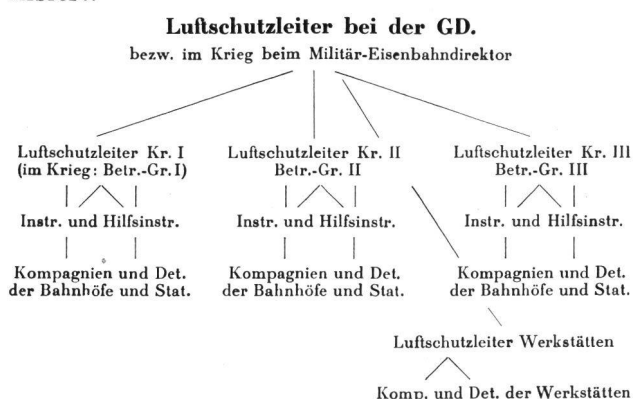 Luftschutzleiter bei der GD.
bezw. im Krieg beim Militär-Eisenbahndirektor
Luftschutzleiter Kr. I
(im Krieg: Betr.-Gr. I)
Instr. und Hilfsinstr.
Kompagnien und Det.
der Bahnhöfe und Stat.
Luftschutzleiter Kr. II
Betr.-Gr. II
Instr. und Hilfsinstr.
Kompagnien und Det.
der Bahnhöfe und Stat.
Luftschutzleiter Kr. III
Betr.-Gr. III
Instr. und Hilfsinstr.
Kompagnien und Det.
der Bahnhöfe und Stat.
Luftschutzleiter Werkstätten
Komp. und Det. der Werkstätten